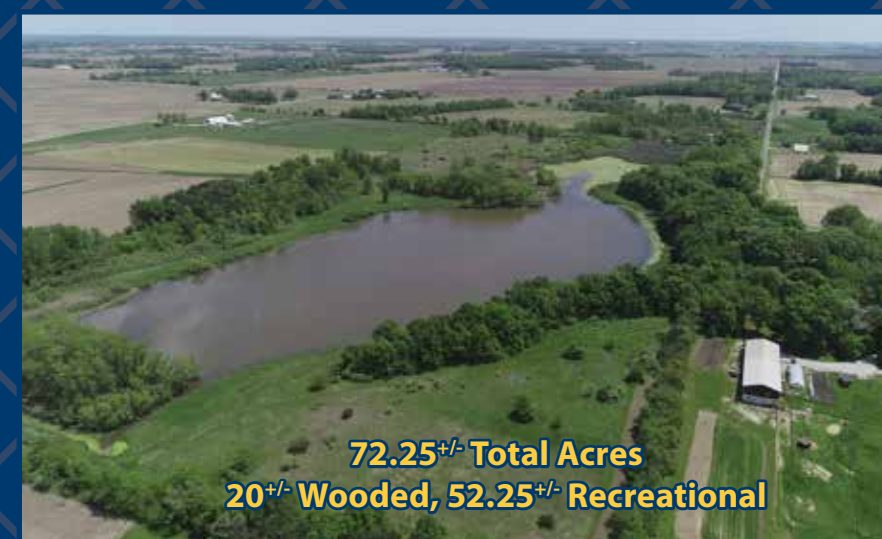 72.25+/- Total Acres
20+/- Wooded, 52.25+/- Recreational